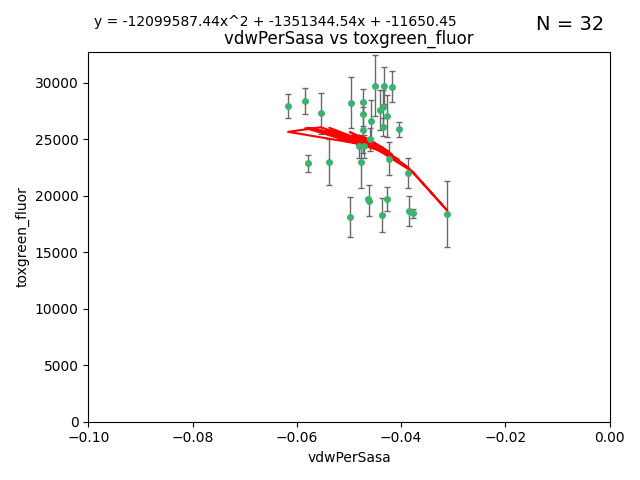 y = -12099587.44x^2 + -1351344.54x + -11650.45
N = 32
vdwPerSasa vs toxgreen_fluor
toxgreen_fluor
30000
25000
20000
15000
10000
5000
0
−0.10 −0.08 −0.06 −0.04 −0.02 0.00
vdwPerSasa